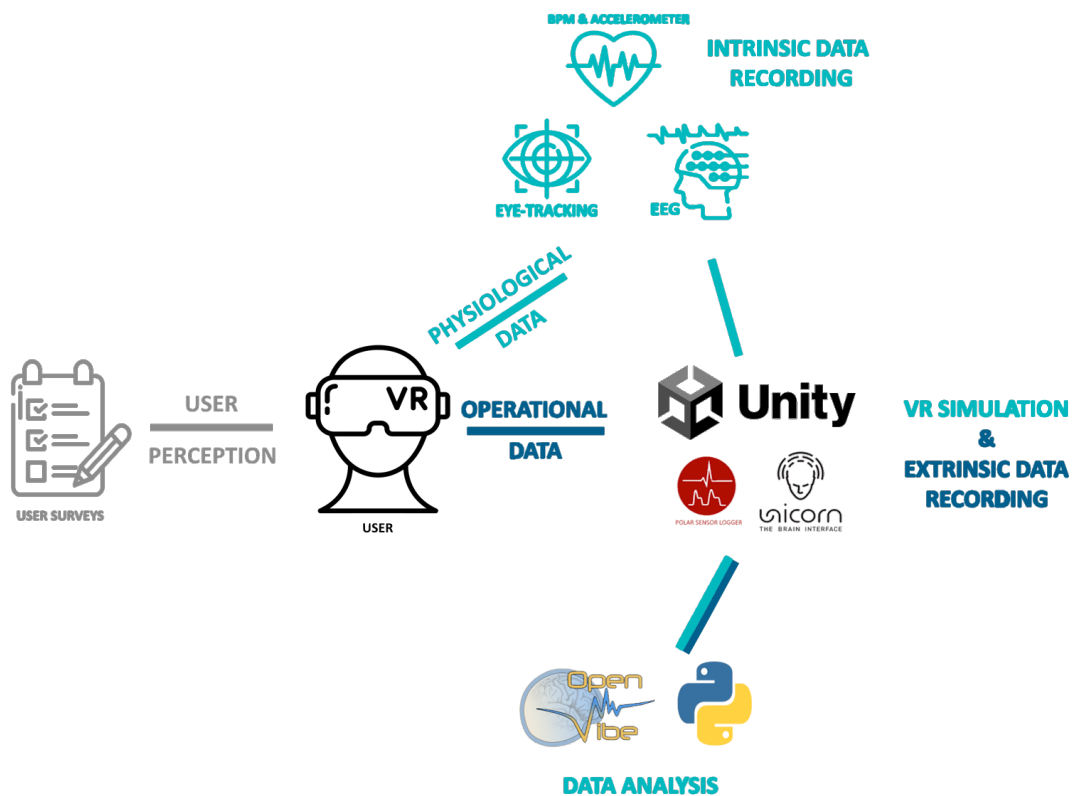 BPM & ACCELEROMETER
INTRINSIC DATA
RECORDING
EYE-TRACKING
EEG
PHYSIOLOGICAL
DATA
USER
PERCEPTION
USER SURVEYS
VR
USER
OPERATIONAL
DATA
Unity
POLAR SENSOR LOGGER
unicorn
THE BRAIN INTERFACE
VR SIMULATION
&
EXTRINSIC DATA
RECORDING
Open
Vibe
DATA ANALYSIS